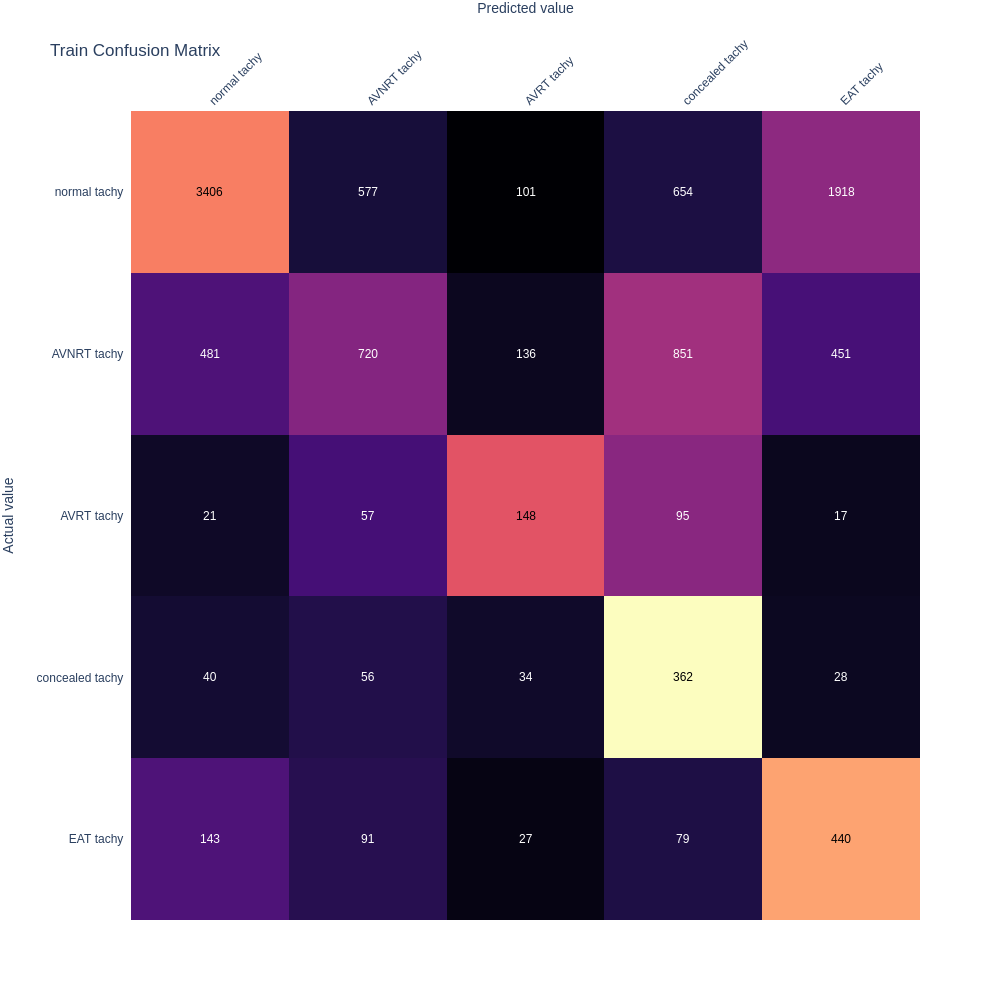 Predicted value
Train Confusion Matrix
normal tachy
AVNRT tachy
AVRT tachy
concealed tachy
EAT tachy
normal tachy 3406 577 101 654 1918
AVNRT tachy 481 720 136 851 451
Actual value
AVRT tachy 21 57 148 95 17
concealed tachy 40 56 34 362 28
EAT tachy 143 91 27 79 440